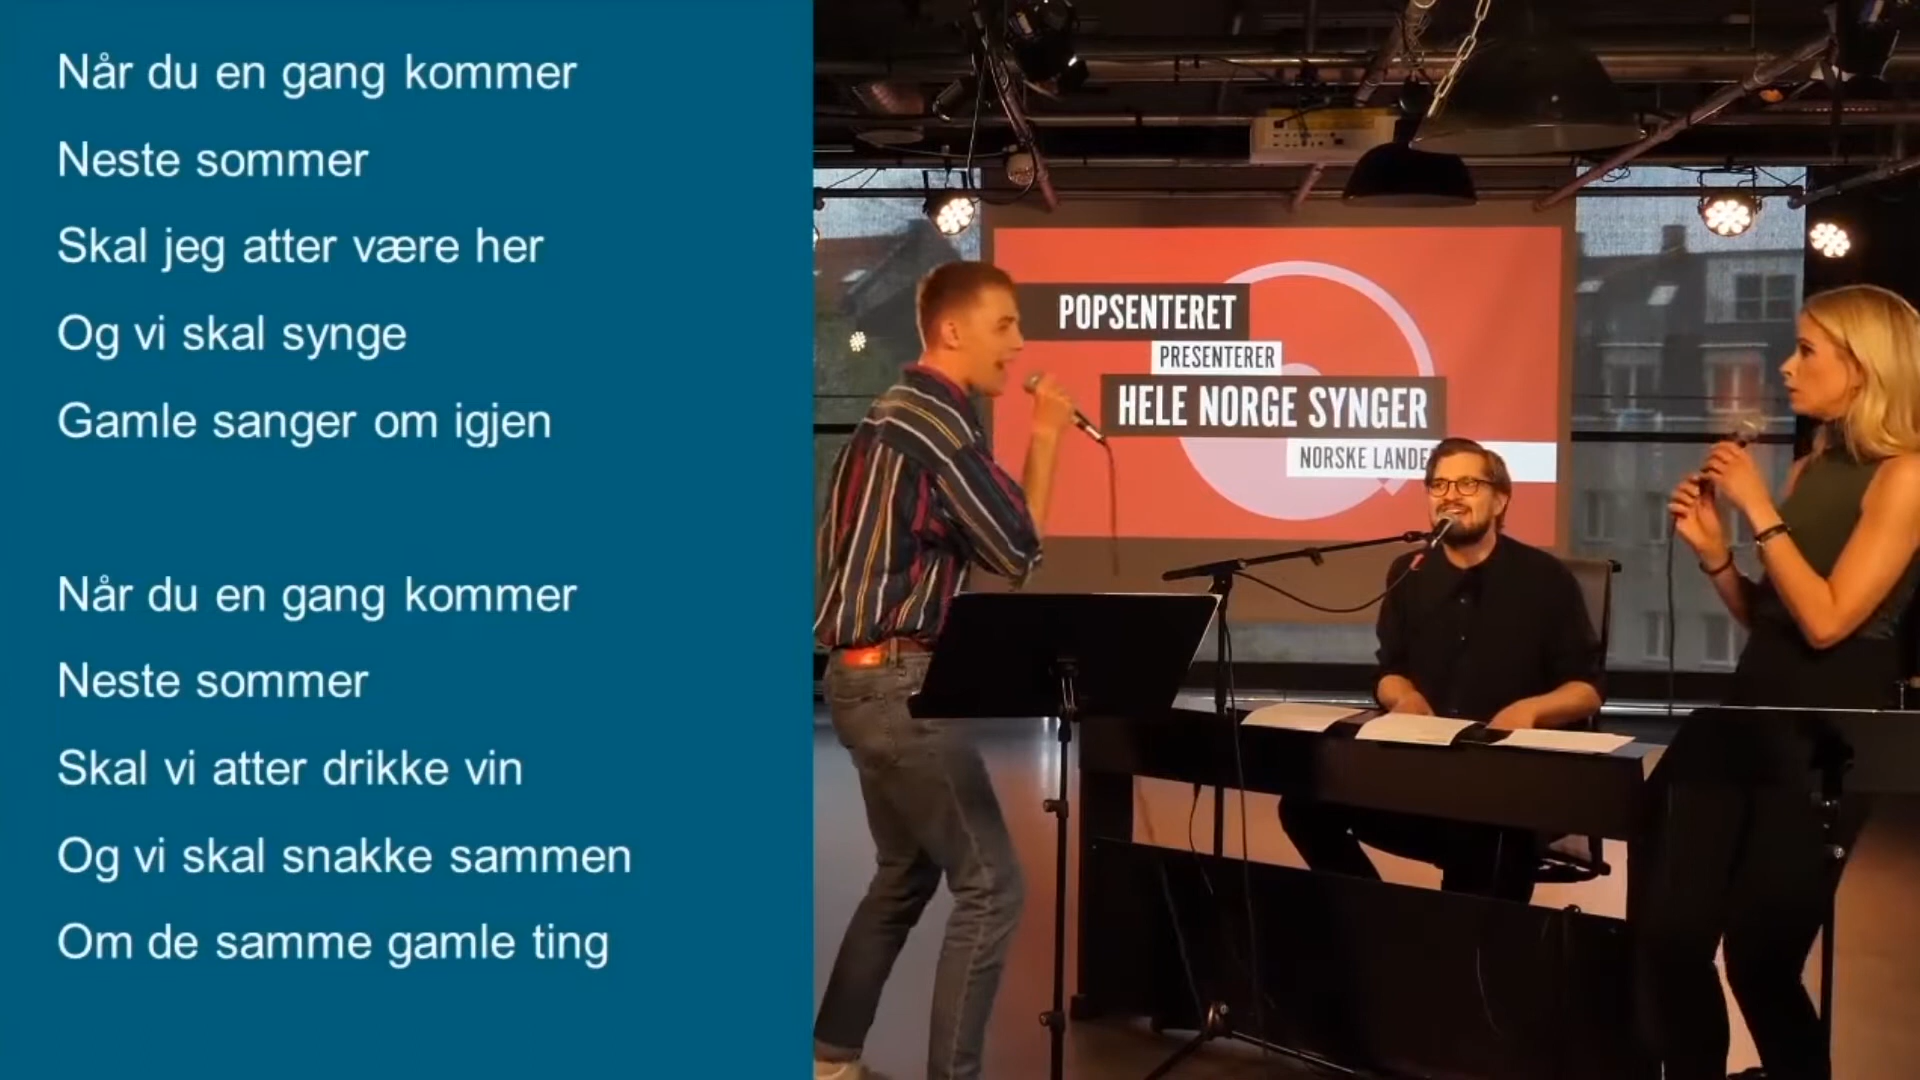 Når du en gang kommer
Neste sommer
Skal jeg atter være her
Og vi skal synge
Gamle sanger om igjen
Når du en gang kommer
Neste sommer
Skal vi atter drikke vin
Og vi skal snakke sammen
Om de samme gamle ting
POPSENTERET
PRESENTERER
HELE NORGE SYNGER
NORSKE